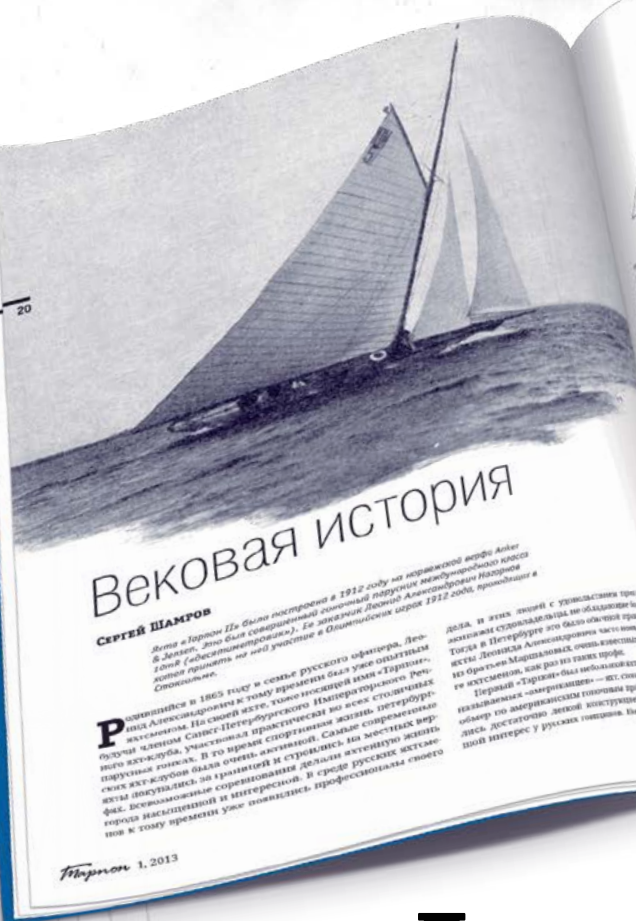 20
Вековая история
Сергей Шамров
Яхта «Тарпон II» была построена в 1912 году на норвежской верфи Anker
& Jensen. Это был совершенный гоночный парусник международного класса
10mR («десятиметровик»). Ее заказчик Леонид Александрович Нагорнов
хотел принять на ней участие в Олимпийских играх 1912 года, проходящих в
Стокгольме.
Родившийся в 1865 году в семье русского офицера, Лео-
нид Александрович к тому времени был уже опытным
яхтсменом. На своей яхте, тоже носящей имя «Тарпон»,
будучи членом Санкт-Петербургского Императорского Реч-
ного яхт-клуба, участвовал практически во всех столичных
парусных гонках. В то время спортивная жизнь петербург-
ских яхт-клубов была очень активной. Самые современные
яхты покупались за границей и строились на местных вер-
фях. Всевозможные соревнования делали яхтенную жизнь
города насыщенной и интересной. В среде русских яхтсме-
нов к тому времени уже появились профессионалы своего
дела, и этих людей с удовольствием
экипажи судовладельцы, не обладающие
Тогда в Петербурге это было обычной
яхты Леонида Александровича часто
из братьев Маршаловых, очень
ге яхтсменов, как раз из таких профи.
Первый «Тарпон» был небольшой
называемых «американцев» — яхт,
обмер по американским гоночным
лись достаточно легкой конструкции
шой интерес у русских гонщиков.
Тарпон 1, 2013